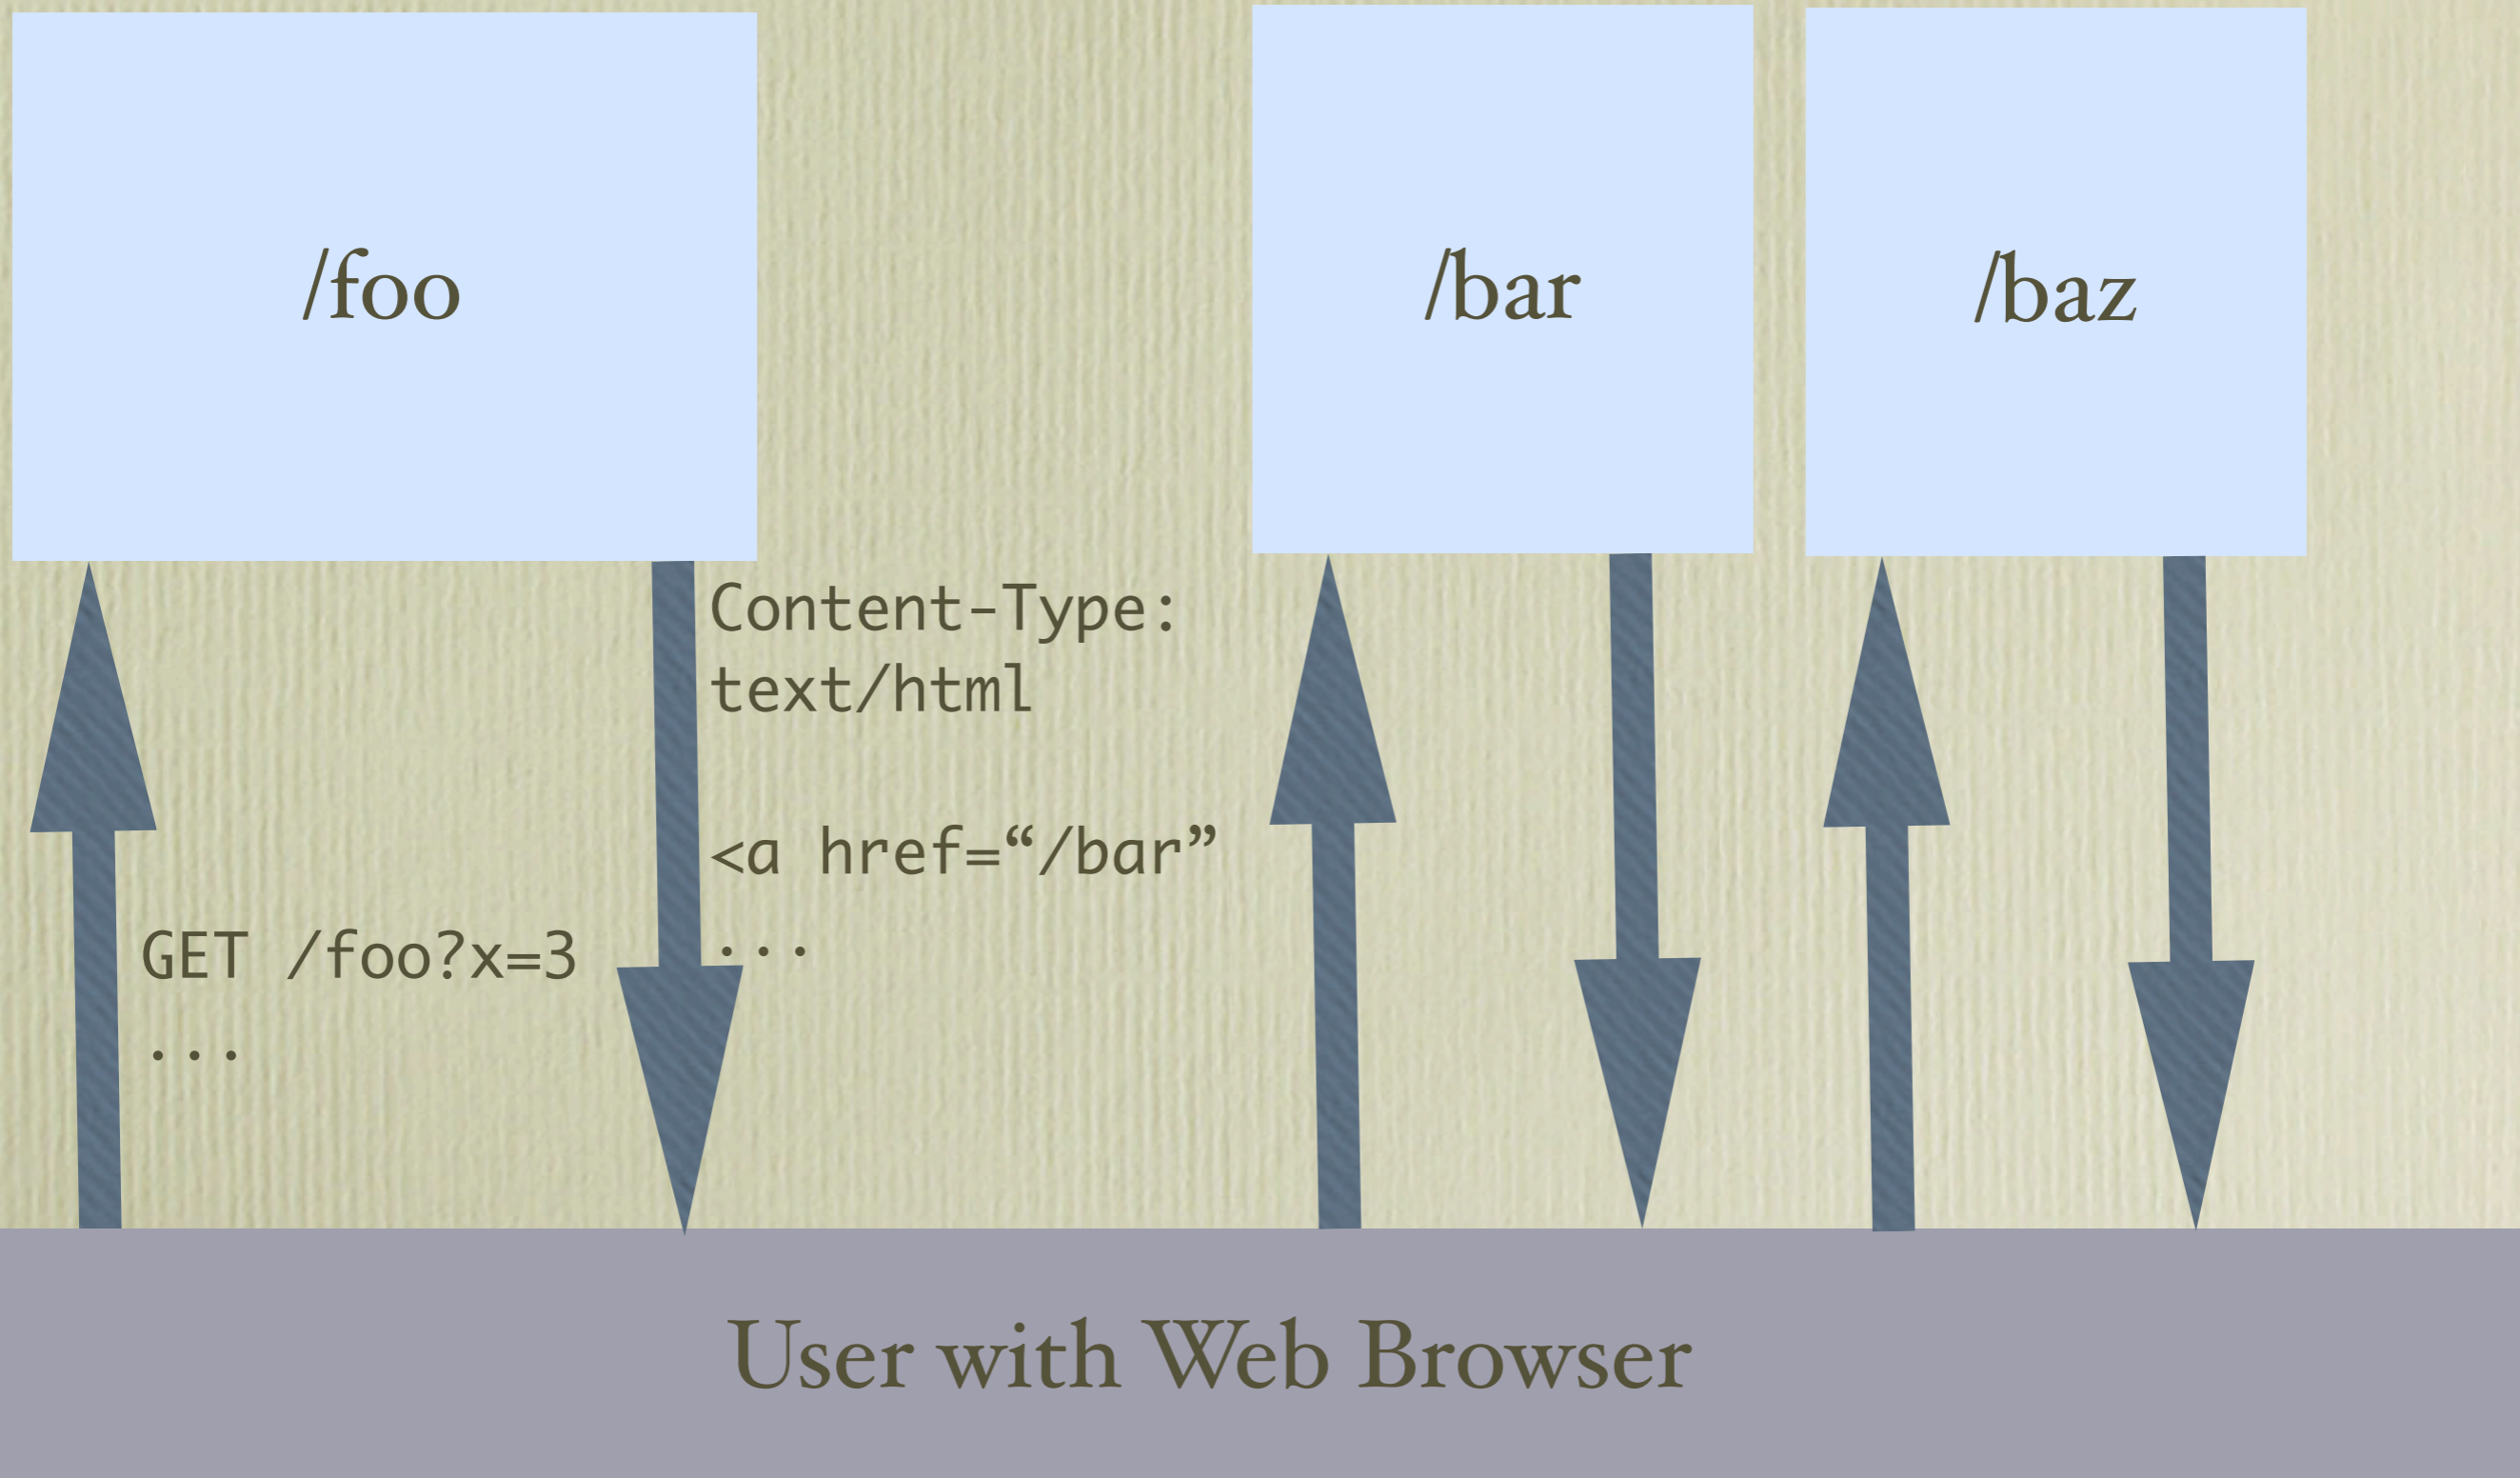 /foo
/bar
/baz
Content-Type:
text/html
<a href=“/bar”
...
GET /foo?x=3
...
User with Web Browser